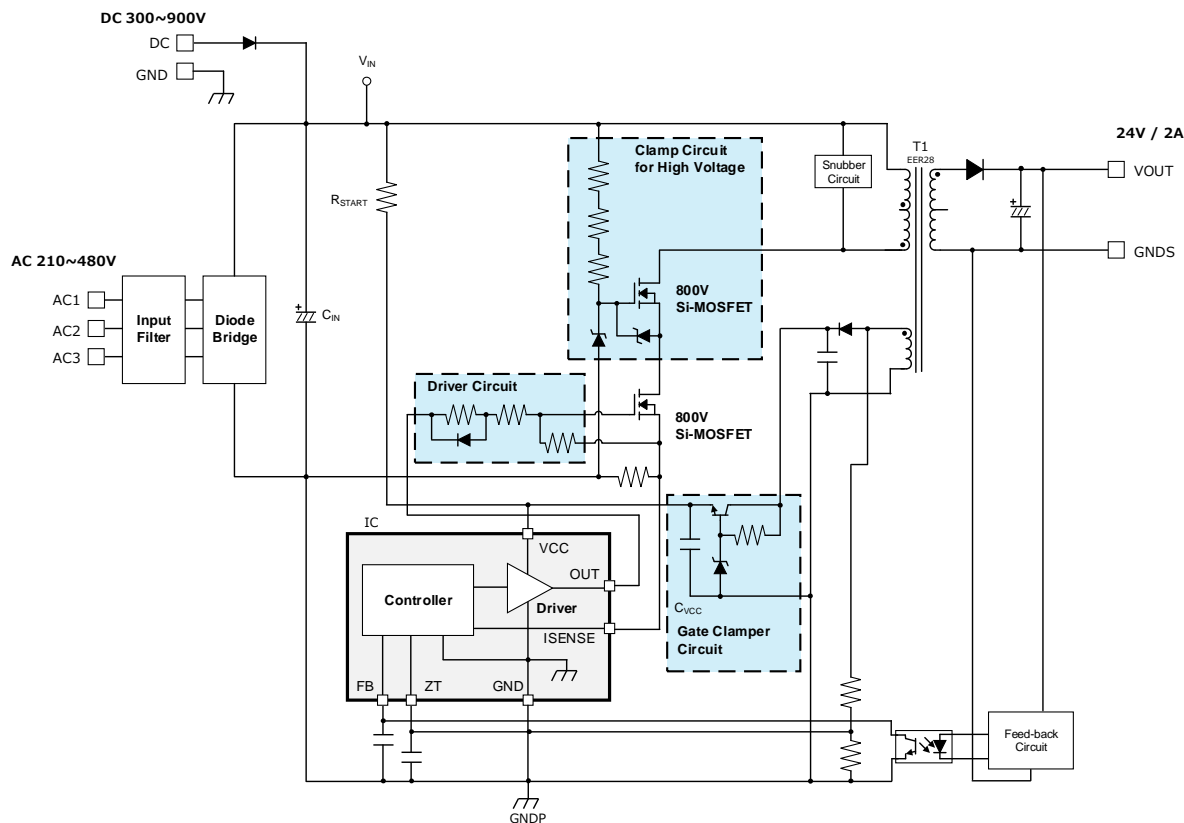 DC 300~900V
DC
GND
VIN
Clamp Circuit
for High Voltage
Snubber
Circuit
T1
EER28
24V / 2A
VOUT
GNDS
RSTART
AC 210~480V
AC1
AC2
AC3
Input
Filter
Diode
Bridge
CIN
800V
Si-MOSFET
Driver Circuit
800V
Si-MOSFET
IC
VCC
OUT
Controller
Driver
ISENSE
FB
ZT
GND
CVCC
Gate Clamper
Circuit
Feed-back
Circuit
GNDP